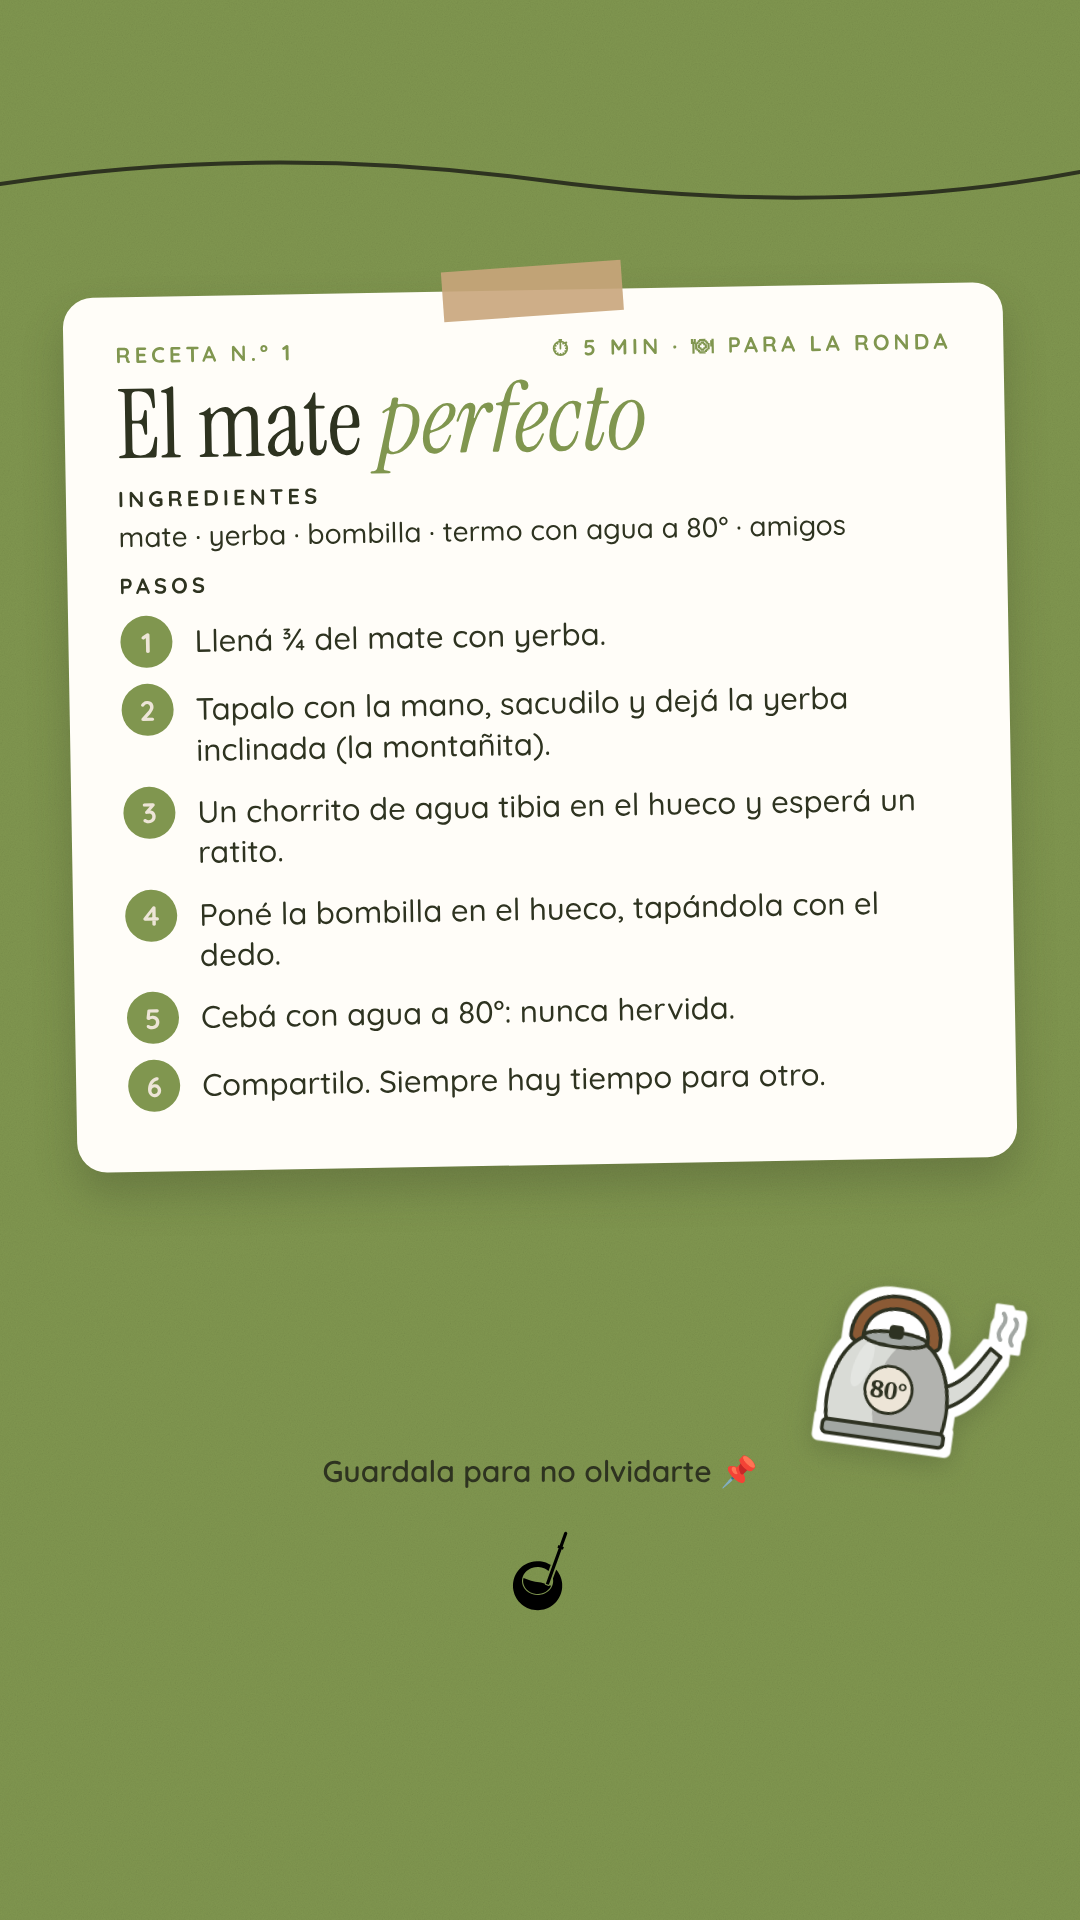 RECETA N.º 1
⏱ 5 MIN · 🍽 PARA LA RONDA
El mate perfecto
INGREDIENTES
mate · yerba · bombilla · termo con agua a 80° · amigos
PASOS
1 Llená ¾ del mate con yerba.
2 Tapalo con la mano, sacudilo y dejá la yerba
inclinada (la montañita).
3 Un chorrito de agua tibia en el hueco y esperá un
ratito.
4 Poné la bombilla en el hueco, tapándola con el
dedo.
5 Cebá con agua a 80°: nunca hervida.
6 Compartilo. Siempre hay tiempo para otro.
80°
Guardala para no olvidarte 📌